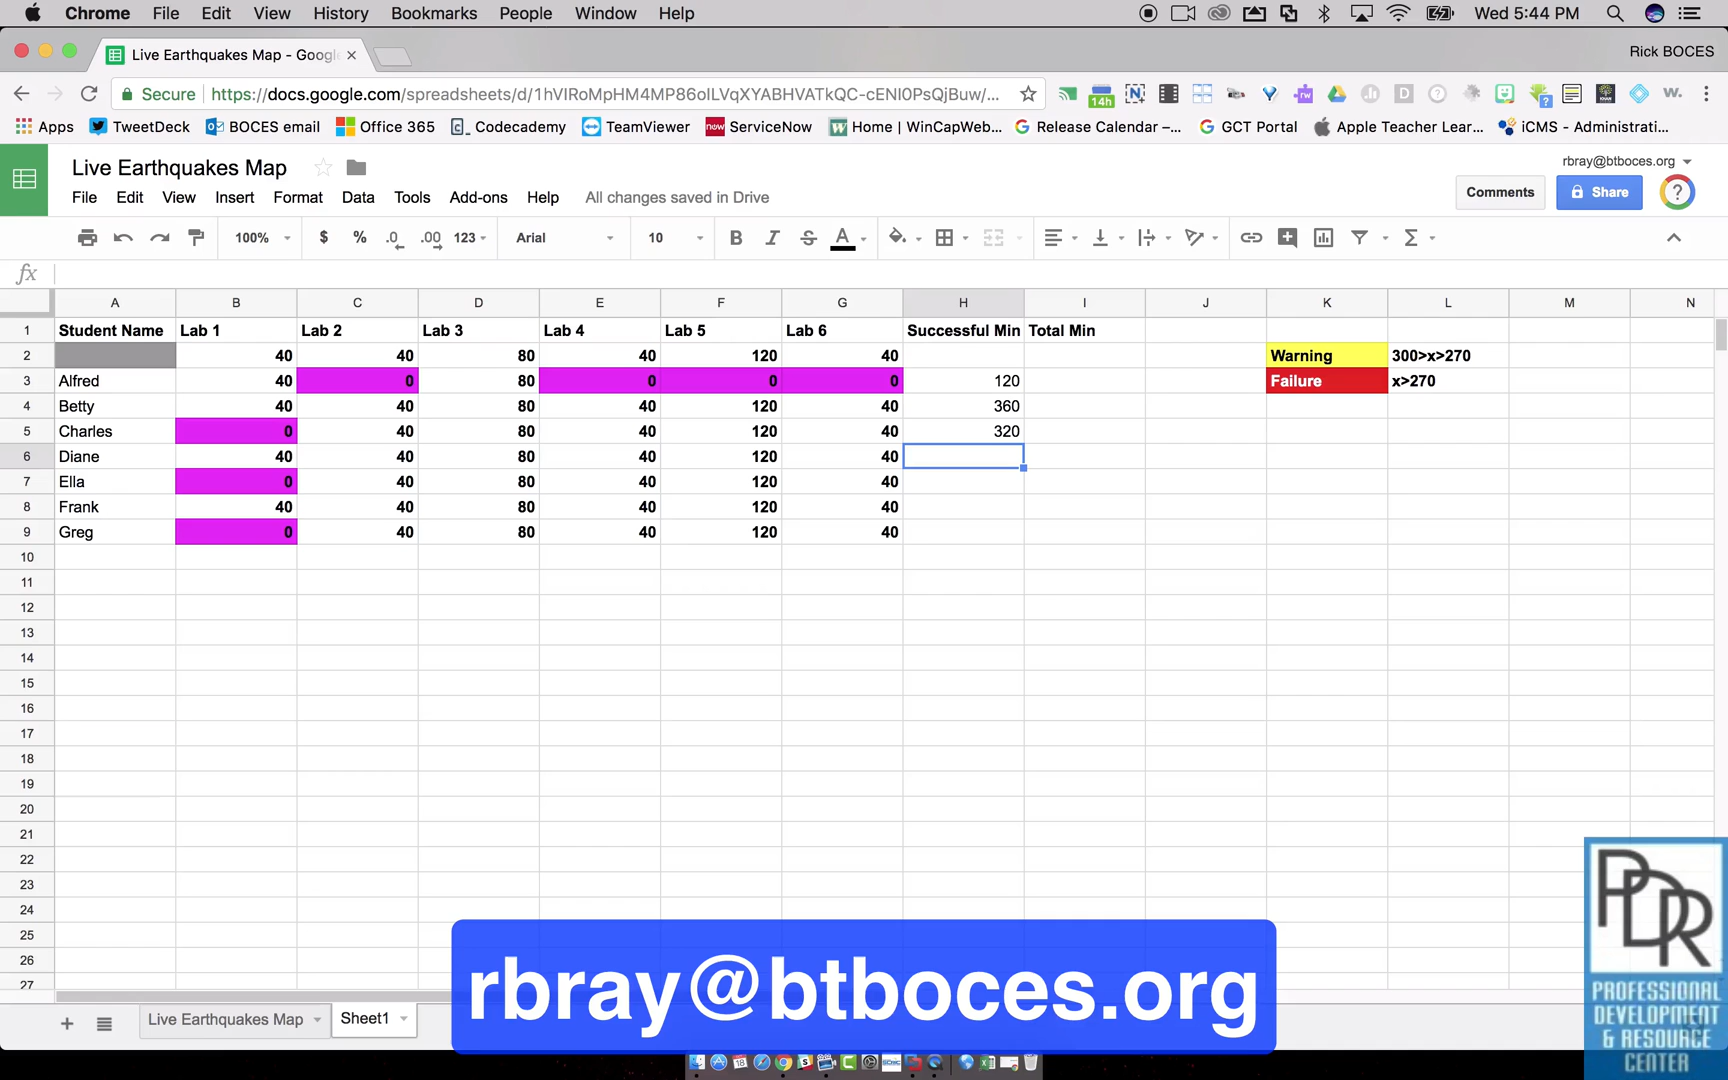 Chrome File Edit View History Bookmarks People Window Help Wed 5:44 PM
Live Earthquakes Map - Googl Rick BOCES
Secure https://docs.google.com/spreadsheets/d/1hVIRoMpHM4MP86oILVqXYABHVATkQC-cENI0PsQjBuw/... 14h
Apps TweetDeck BOCES email Office 365 Codecademy TeamViewer ServiceNow Home | WinCapWeb... Release Calendar –... GCT Portal Apple Teacher Lear... iCMS - Administrati...
Live Earthquakes Map rbray@btboces.org
File Edit View Insert Format Data Tools Add-ons Help All changes saved in Drive Comments Share
100% $ % .0 .00 123 Arial 10 B I S A
fx
A B C D E F G H I J K L M N
1 Student Name Lab 1 Lab 2 Lab 3 Lab 4 Lab 5 Lab 6 Successful Min Total Min
2 40 40 80 40 120 40 Warning 300>x>270
3 Alfred 40 0 80 0 0 0 120 Failure x>270
4 Betty 40 40 80 40 120 40 360
5 Charles 0 40 80 40 120 40 320
6 Diane 40 40 80 40 120 40
7 Ella 0 40 80 40 120 40
8 Frank 40 40 80 40 120 40
9 Greg 0 40 80 40 120 40
10
11
12
13
14
15
16
17
18
19
20
21
22
23
24
25
26
27
rbray@btboces.org
Live Earthquakes Map Sheet1
PDRC
PROFESSIONAL
DEVELOPMENT
& RESOURCE
CENTER